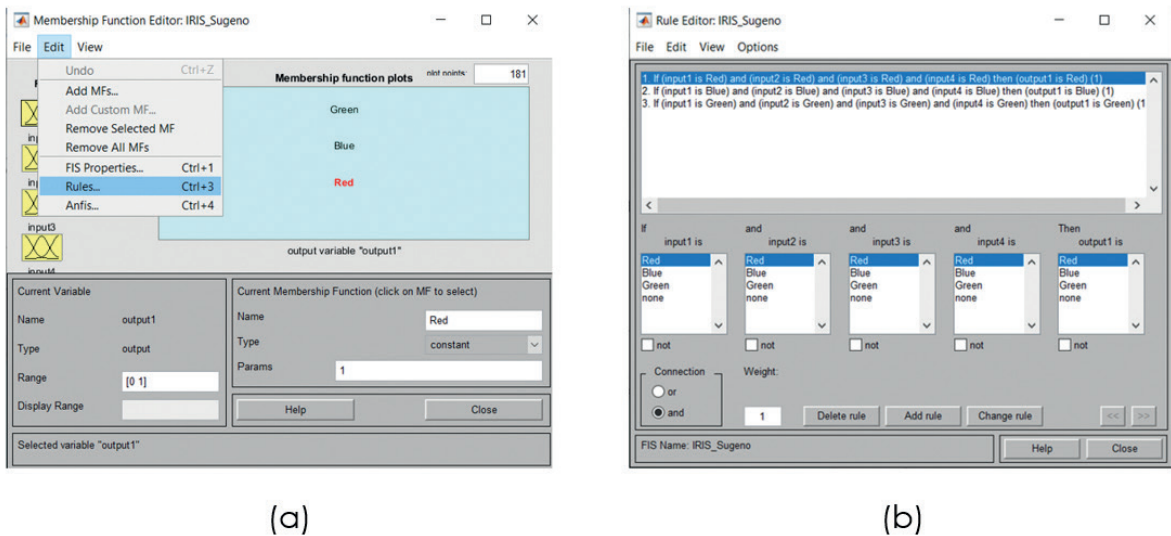 Membership Function Editor: IRIS_Sugeno
File Edit View
Undo Ctrl+Z
Add MFs...
Add Custom MF...
Remove Selected MF
Remove All MFs
FIS Properties... Ctrl+1
Rules... Ctrl+3
Anfis... Ctrl+4
input3
input4
Membership function plots plot points: 181
Green
Blue
Red
output variable "output1"
Current Variable
Name output1
Type output
Range [0 1]
Display Range
Current Membership Function (click on MF to select)
Name Red
Type constant
Params 1
Help Close
Selected variable "output1"
(a)
Rule Editor: IRIS_Sugeno
File Edit View Options
1. If (input1 is Red) and (input2 is Red) and (input3 is Red) and (input4 is Red) then (output1 is Red) (1)
2. If (input1 is Blue) and (input2 is Blue) and (input3 is Blue) and (input4 is Blue) then (output1 is Blue) (1)
3. If (input1 is Green) and (input2 is Green) and (input3 is Green) and (input4 is Green) then (output1 is Green) (1
If and and and Then
input1 is input2 is input3 is input4 is output1 is
Red Red Red Red Red
Blue Blue Blue Blue Blue
Green Green Green Green Green
none none none none none
not not not not not
Connection Weight:
or
and 1 Delete rule Add rule Change rule << >>
FIS Name: IRIS_Sugeno Help Close
(b)